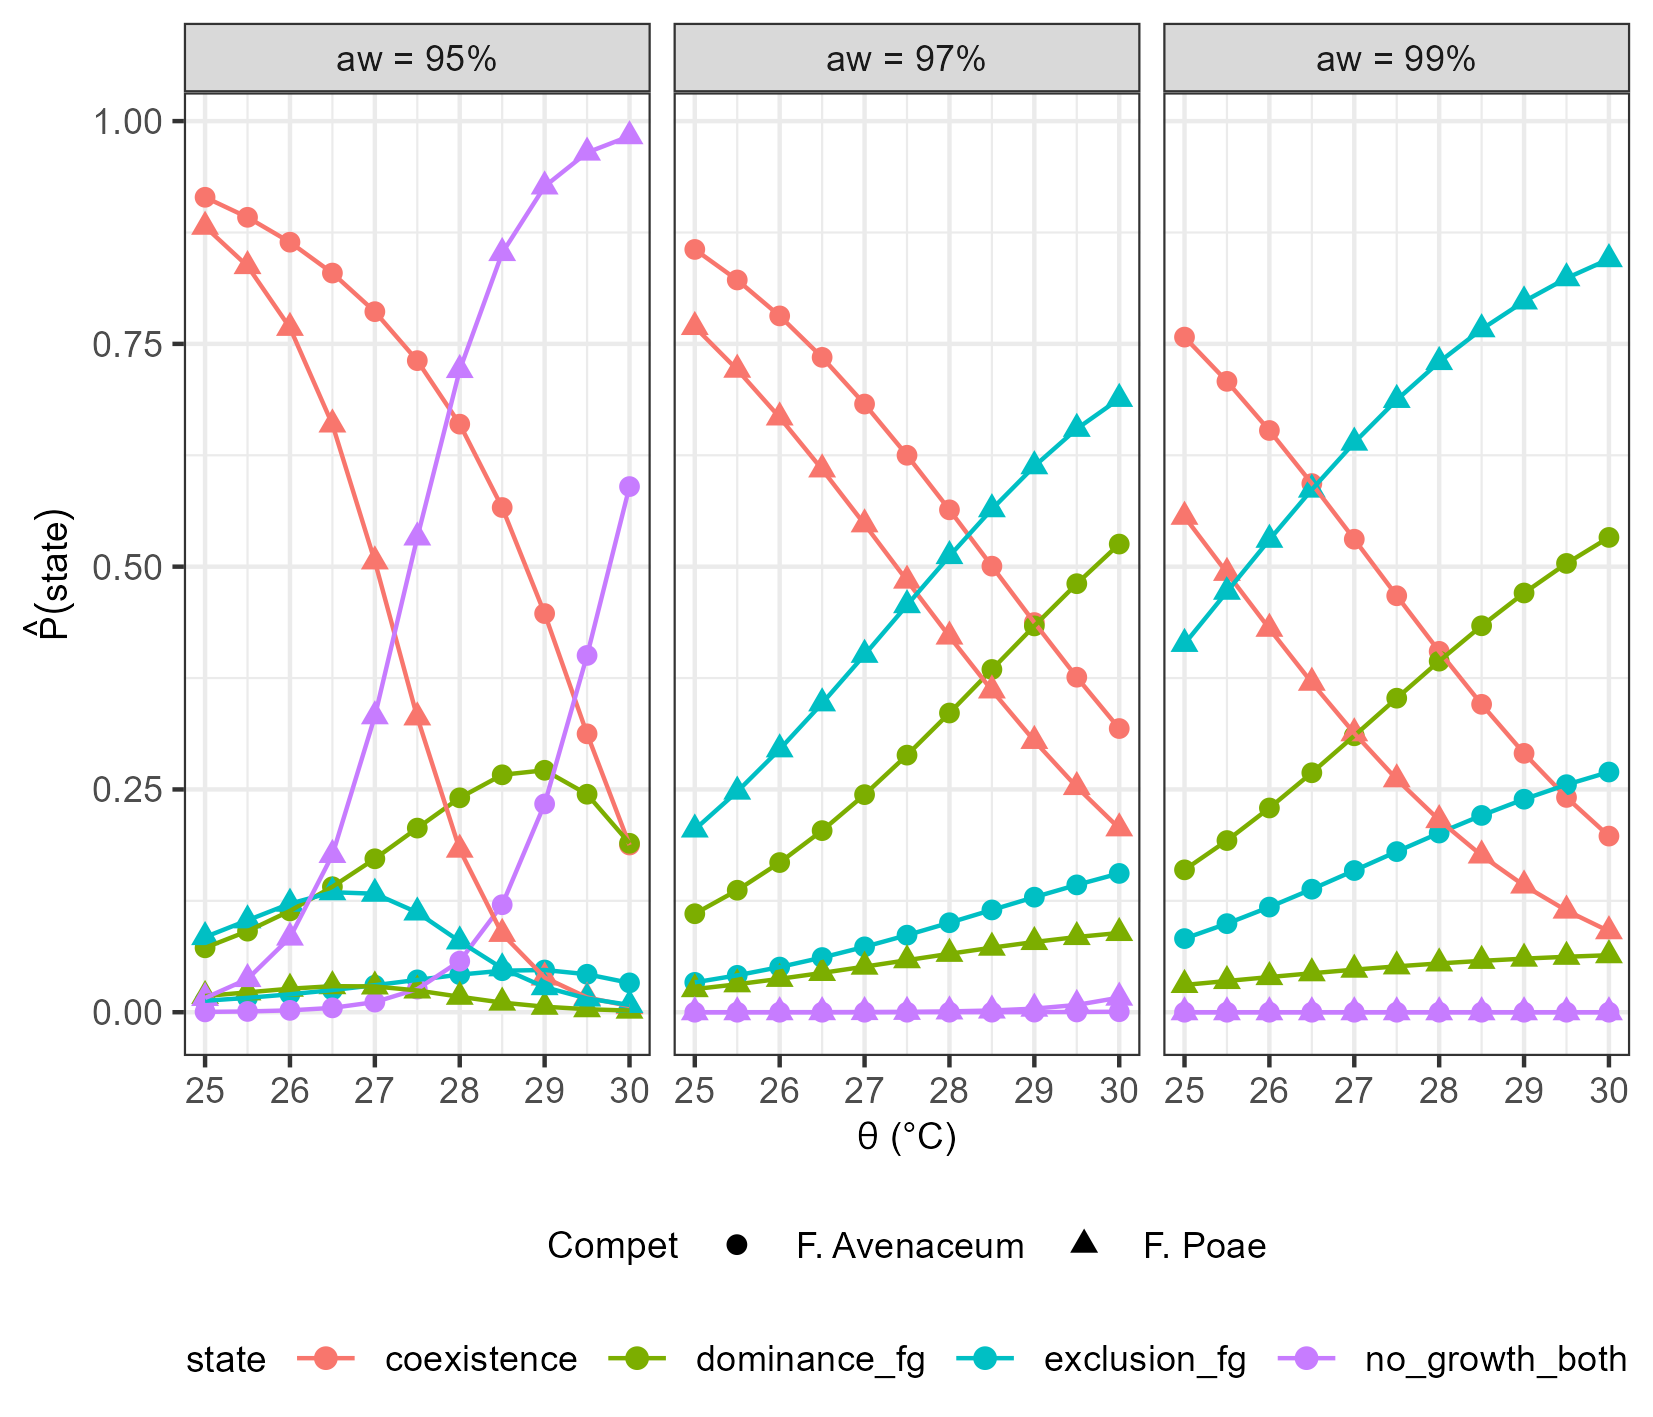 aw = 95% aw = 97% aw = 99%
1.00
0.75
0.50
0.25
0.00
P̂(state)
25 26 27 28 29 30 25 26 27 28 29 30 25 26 27 28 29 30
θ (°C)
Compet F. Avenaceum F. Poae
state coexistence dominance_fg exclusion_fg no_growth_both